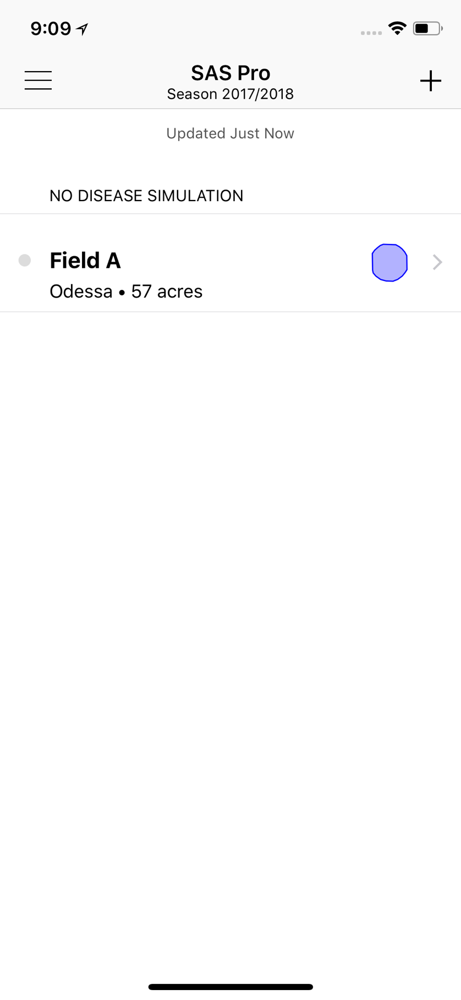 9:09
SAS Pro
Season 2017/2018
Updated Just Now
NO DISEASE SIMULATION
Field A
Odessa • 57 acres